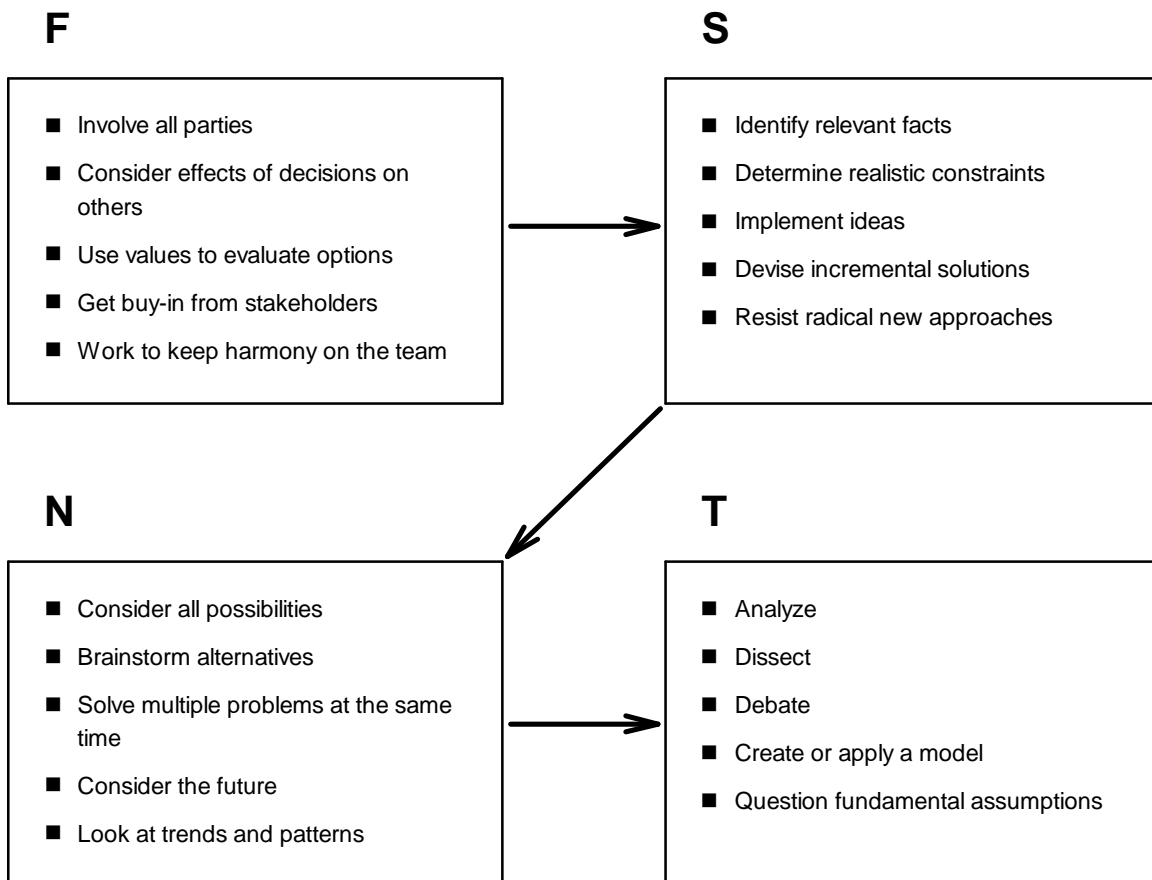 F
■ Involve all parties
■ Consider effects of decisions on
others
■ Use values to evaluate options
■ Get buy-in from stakeholders
■ Work to keep harmony on the team
S
■ Identify relevant facts
■ Determine realistic constraints
■ Implement ideas
■ Devise incremental solutions
■ Resist radical new approaches
N
■ Consider all possibilities
■ Brainstorm alternatives
■ Solve multiple problems at the same
time
■ Consider the future
■ Look at trends and patterns
T
■ Analyze
■ Dissect
■ Debate
■ Create or apply a model
■ Question fundamental assumptions